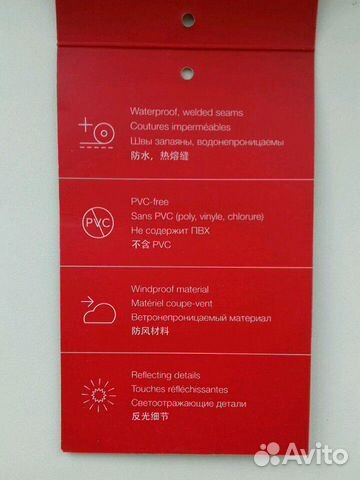 Waterproof, welded seams
Coutures imperméables
Швы запаяны, водонепроницаемы
防水，热熔缝
PVC
PVC-free
Sans PVC (poly, vinyle, chlorure)
Не содержит ПВХ
不含 PVC
Windproof material
Matériel coupe-vent
Ветронепроницаемый материал
防风材料
Reflecting details
Touches réfléchissantes
Светоотражающие детали
反光细节
Avito